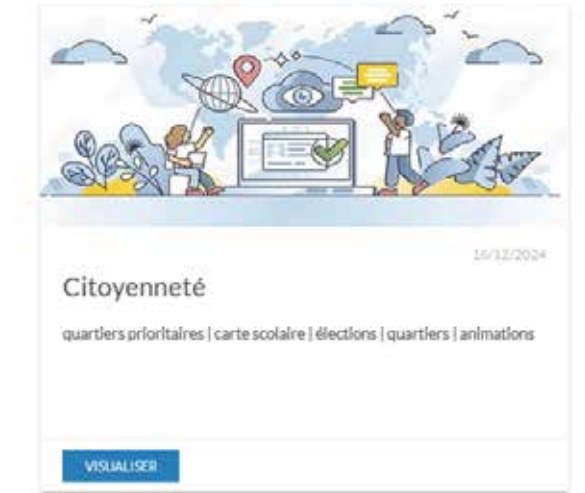 16/12/2024
Citoyenneté
quartiers prioritaires | carte scolaire | élections | quartiers | animations
VISUALISER